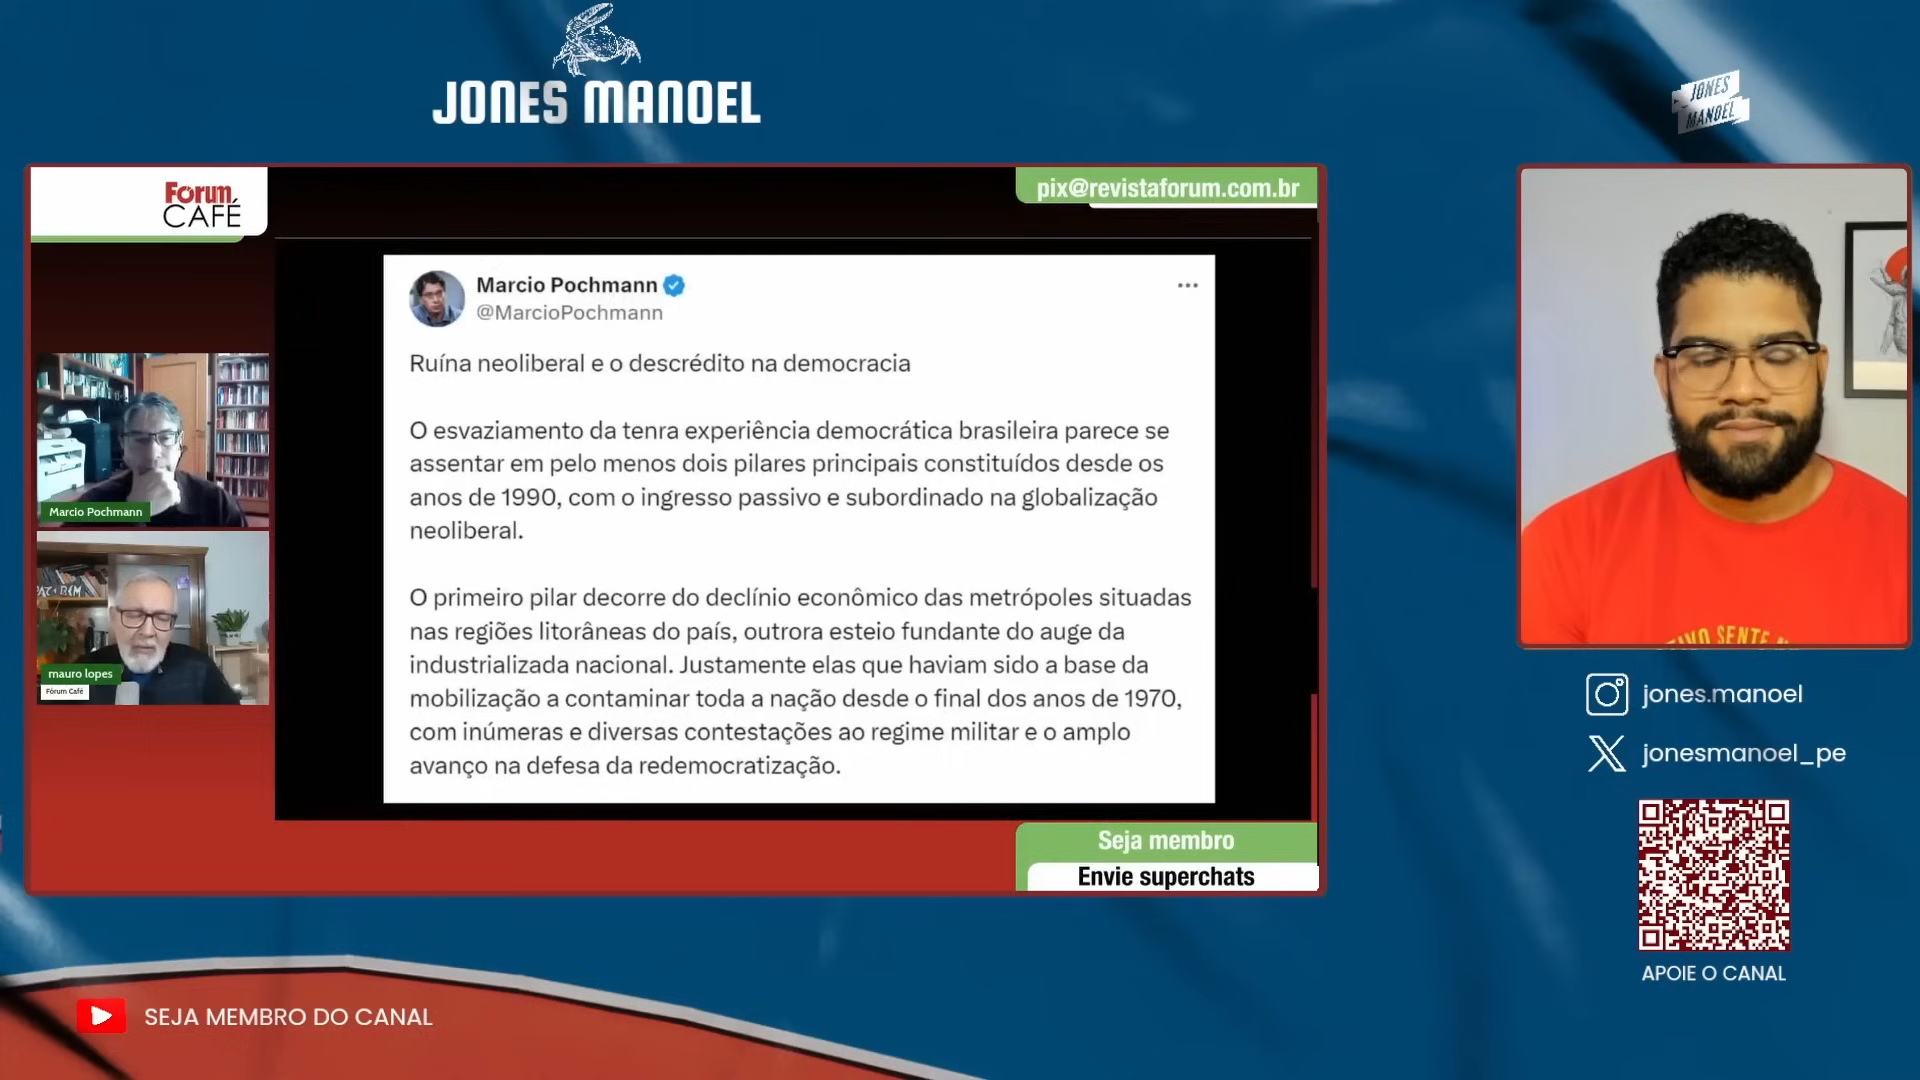 JONES MANOEL
JONES
MANOEL
Forum
CAFÉ
pix@revistaforum.com.br
Marcio Pochmann
@MarcioPochmann
Ruína neoliberal e o descrédito na democracia
O esvaziamento da tenra experiência democrática brasileira parece se
assentar em pelo menos dois pilares principais constituídos desde os
anos de 1990, com o ingresso passivo e subordinado na globalização
neoliberal.
O primeiro pilar decorre do declínio econômico das metrópoles situadas
nas regiões litorâneas do país, outrora esteio fundante do auge da
industrializada nacional. Justamente elas que haviam sido a base da
mobilização a contaminar toda a nação desde o final dos anos de 1970,
com inúmeras e diversas contestações ao regime militar e o amplo
avanço na defesa da redemocratização.
Marcio Pochmann
mauro lopes
Fórum Café
Seja membro
Envie superchats
SENTE
jones.manoel
jonesmanoel_pe
APOIE O CANAL
SEJA MEMBRO DO CANAL